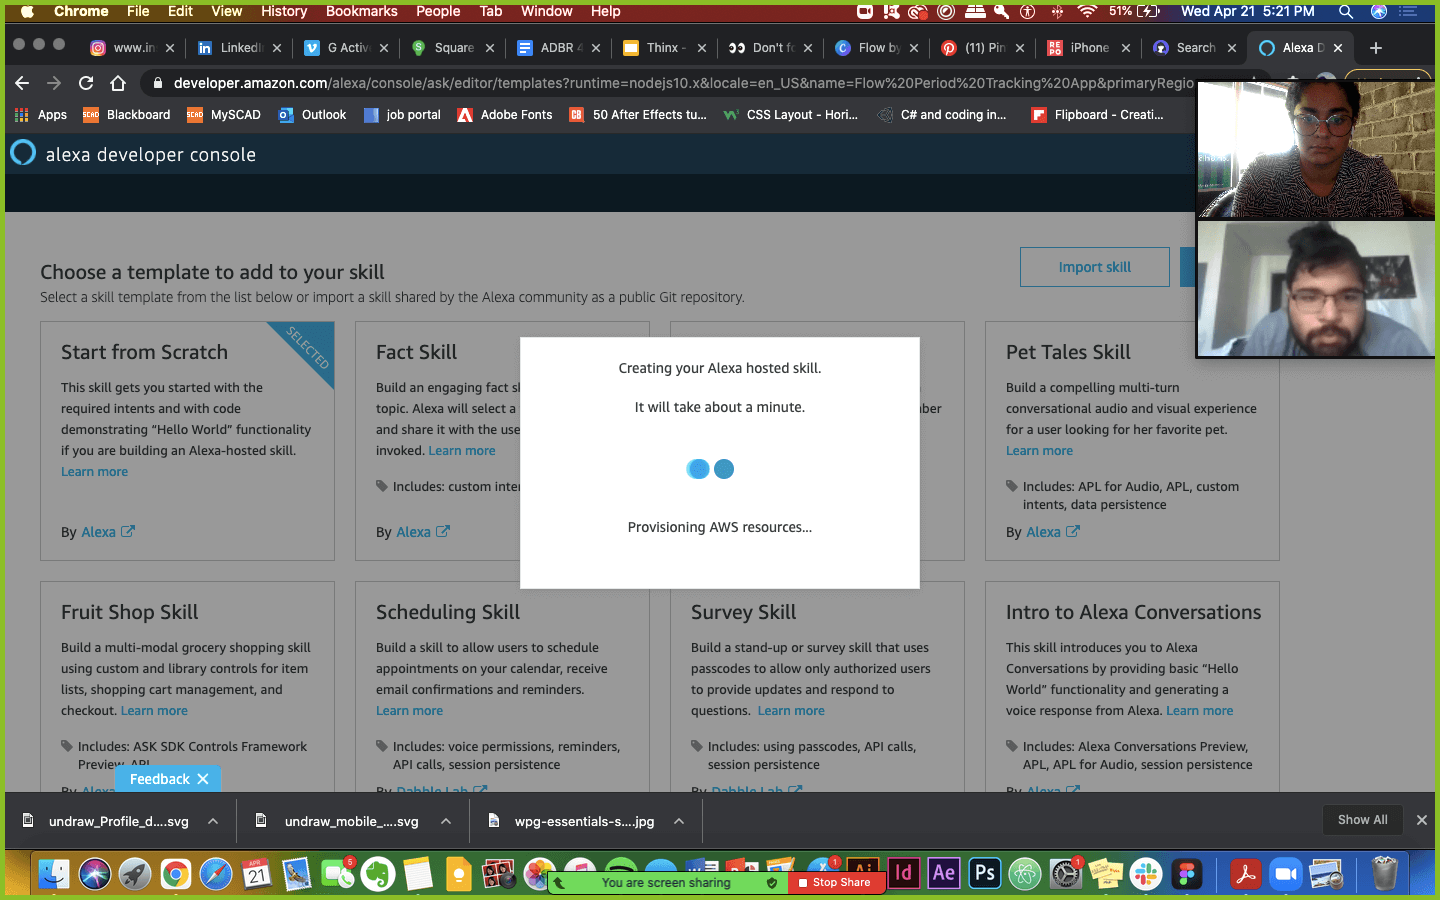 Chrome File Edit View History Bookmarks People Tab Window Help 51% Wed Apr 21 5:21 PM
www.in LinkedI G Active Square ADBR 4 Thinx - Don't fo Flow by (11) Pin iPhone Search Alexa D
developer.amazon.com/alexa/console/ask/editor/templates?runtime=nodejs10.x&locale=en_US&name=Flow%20Period%20Tracking%20App&primaryRegio
Apps Blackboard MySCAD Outlook job portal Adobe Fonts 50 After Effects tu... CSS Layout - Hori... C# and coding in... Flipboard - Creati...
alexa developer console
Choose a template to add to your skill
Select a skill template from the list below or import a skill shared by the Alexa community as a public Git repository.
Import skill
Start from Scratch
SELECTED
This skill gets you started with the
required intents and with code
demonstrating “Hello World” functionality
if you are building an Alexa-hosted skill.
Learn more
By Alexa
Fact Skill
Build an engaging fact sk
topic. Alexa will select a
and share it with the use
invoked. Learn more
Includes: custom inter
By Alexa
ber
Pet Tales Skill
Build a compelling multi-turn
conversational audio and visual experience
for a user looking for her favorite pet.
Learn more
Includes: APL for Audio, APL, custom
intents, data persistence
By Alexa
Creating your Alexa hosted skill.
It will take about a minute.
Provisioning AWS resources...
Fruit Shop Skill
Build a multi-modal grocery shopping skill
using custom and library controls for item
lists, shopping cart management, and
checkout. Learn more
Includes: ASK SDK Controls Framework
Preview, API
By Alexa
Scheduling Skill
Build a skill to allow users to schedule
appointments on your calendar, receive
email confirmations and reminders.
Learn more
Includes: voice permissions, reminders,
API calls, session persistence
By Dabble Lab
Survey Skill
Build a stand-up or survey skill that uses
passcodes to allow only authorized users
to provide updates and respond to
questions. Learn more
Includes: using passcodes, API calls,
session persistence
By Dabble Lab
Intro to Alexa Conversations
This skill introduces you to Alexa
Conversations by providing basic “Hello
World” functionality and generating a
voice response from Alexa. Learn more
Includes: Alexa Conversations Preview,
APL, APL for Audio, session persistence
By Alexa
Feedback
undraw_Profile_d....svg undraw_mobile_....svg wpg-essentials-s....jpg Show All
APR
21
5
1
Ai Id Ae Ps
1
You are screen sharing Stop Share